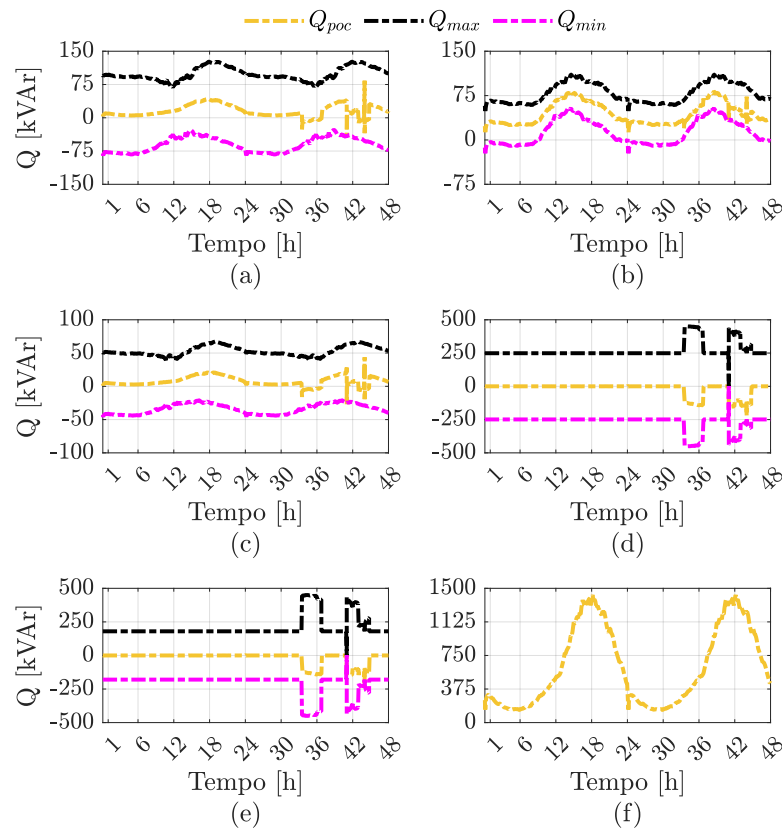 Q_poc Q_max Q_min
150
75
0
-75
-150
Q [kVAr]
1 6 12 18 24 30 36 42 48
Tempo [h]
(a)
150
75
0
-75
1 6 12 18 24 30 36 42 48
Tempo [h]
(b)
100
50
0
-50
-100
Q [kVAr]
1 6 12 18 24 30 36 42 48
Tempo [h]
(c)
500
250
0
-250
-500
1 6 12 18 24 30 36 42 48
Tempo [h]
(d)
500
250
0
-250
-500
Q [kVAr]
1 6 12 18 24 30 36 42 48
Tempo [h]
(e)
1500
1125
750
375
0
1 6 12 18 24 30 36 42 48
Tempo [h]
(f)